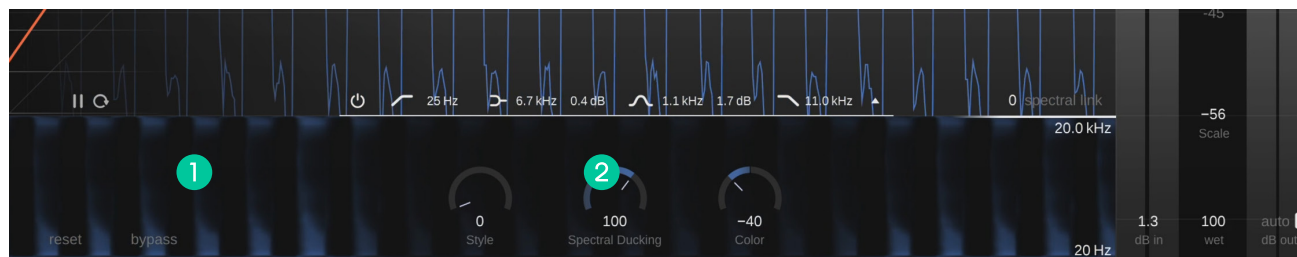 -45
25 Hz 6.7 kHz 0.4 dB 1.1 kHz 1.7 dB 11.0 kHz 0 spectral link
−56
Scale
20.0 kHz
1
2
0 100 −40
Style Spectral Ducking Color
1.3 100 auto
dB in wet dB out
reset bypass
20 Hz